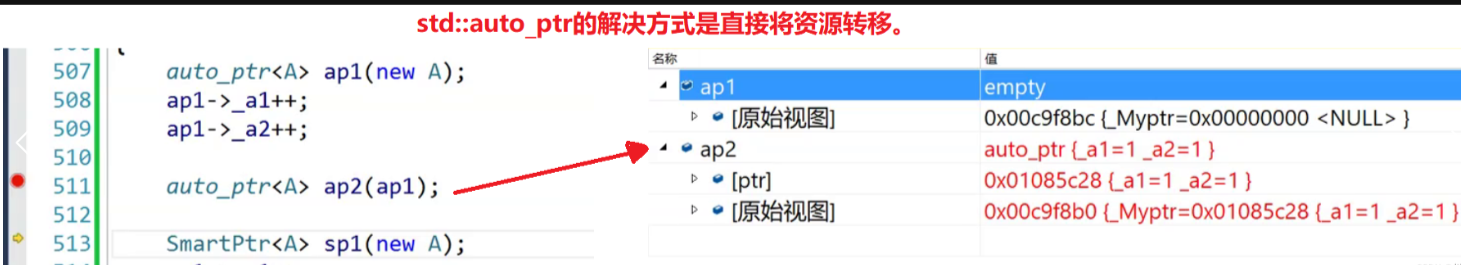 std::auto_ptr的解决方式是直接将资源转移。
507 auto_ptr<A> ap1(new A);
508 ap1->_a1++;
509 ap1->_a2++;
510
511 auto_ptr<A> ap2(ap1);
512
513 SmartPtr<A> sp1(new A);
名称 值
ap1 empty
[原始视图] 0x00c9f8bc {_Myptr=0x00000000 <NULL> }
ap2 auto_ptr {_a1=1 _a2=1 }
[ptr] 0x01085c28 {_a1=1 _a2=1 }
[原始视图] 0x00c9f8b0 {_Myptr=0x01085c28 {_a1=1 _a2=1 }